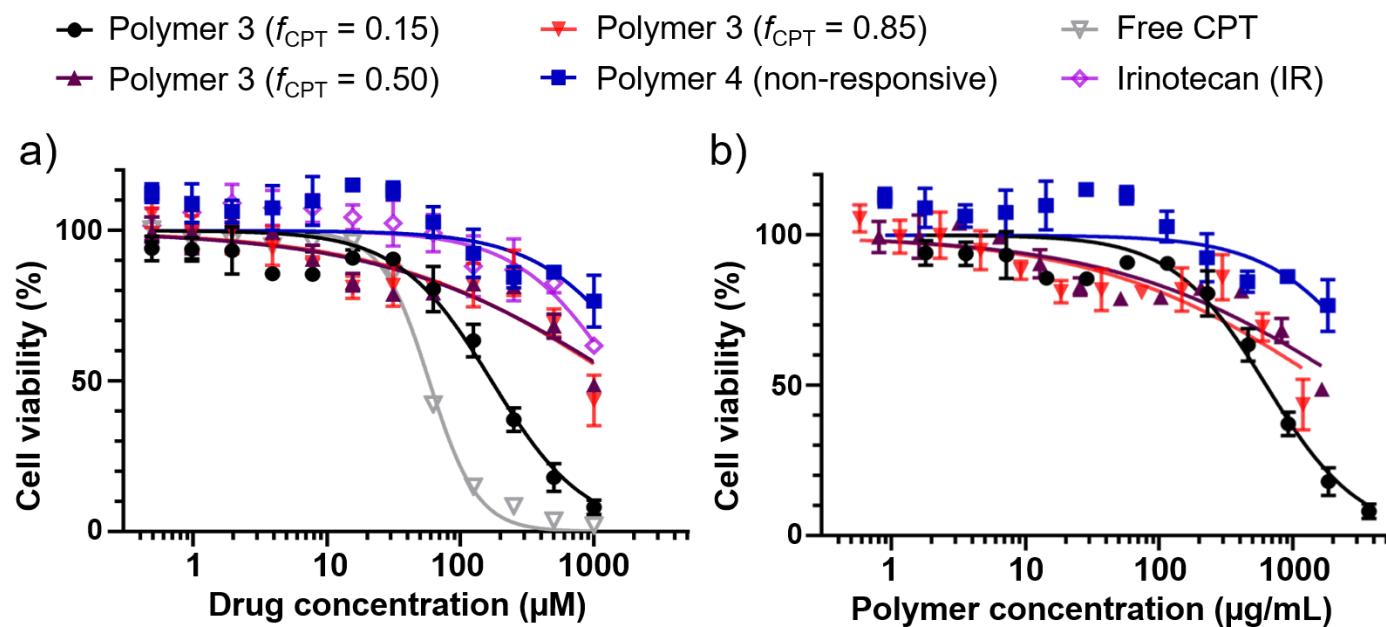 Polymer 3 (fCPT = 0.15) Polymer 3 (fCPT = 0.85) Free CPT
Polymer 3 (fCPT = 0.50) Polymer 4 (non-responsive) Irinotecan (IR)
a)
b)
Cell viability (%)
100
50
0
1 10 100 1000
Drug concentration (µM)
Cell viability (%)
100
50
0
1 10 100 1000
Polymer concentration (µg/mL)